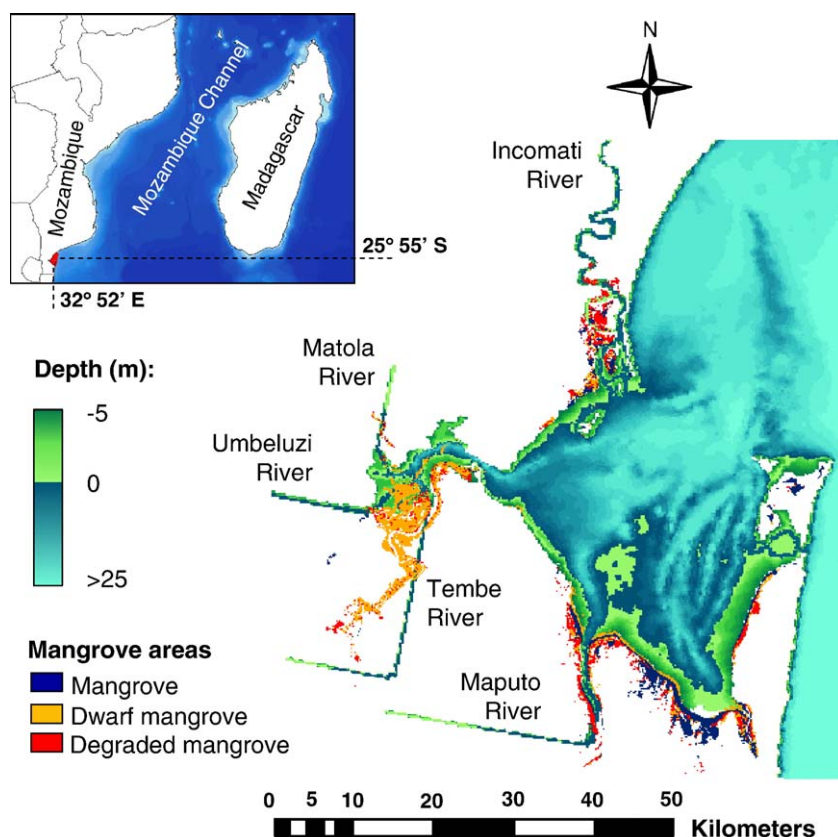 Mozambique
Mozambique Channel
Madagascar
25° 55' S
32° 52' E
N
Incomati
River
Matola
River
Umbeluzi
River
Tembe
River
Maputo
River
Depth (m):
-5
0
>25
Mangrove areas
Mangrove
Dwarf mangrove
Degraded mangrove
0 5 10 20 30 40 50
Kilometers